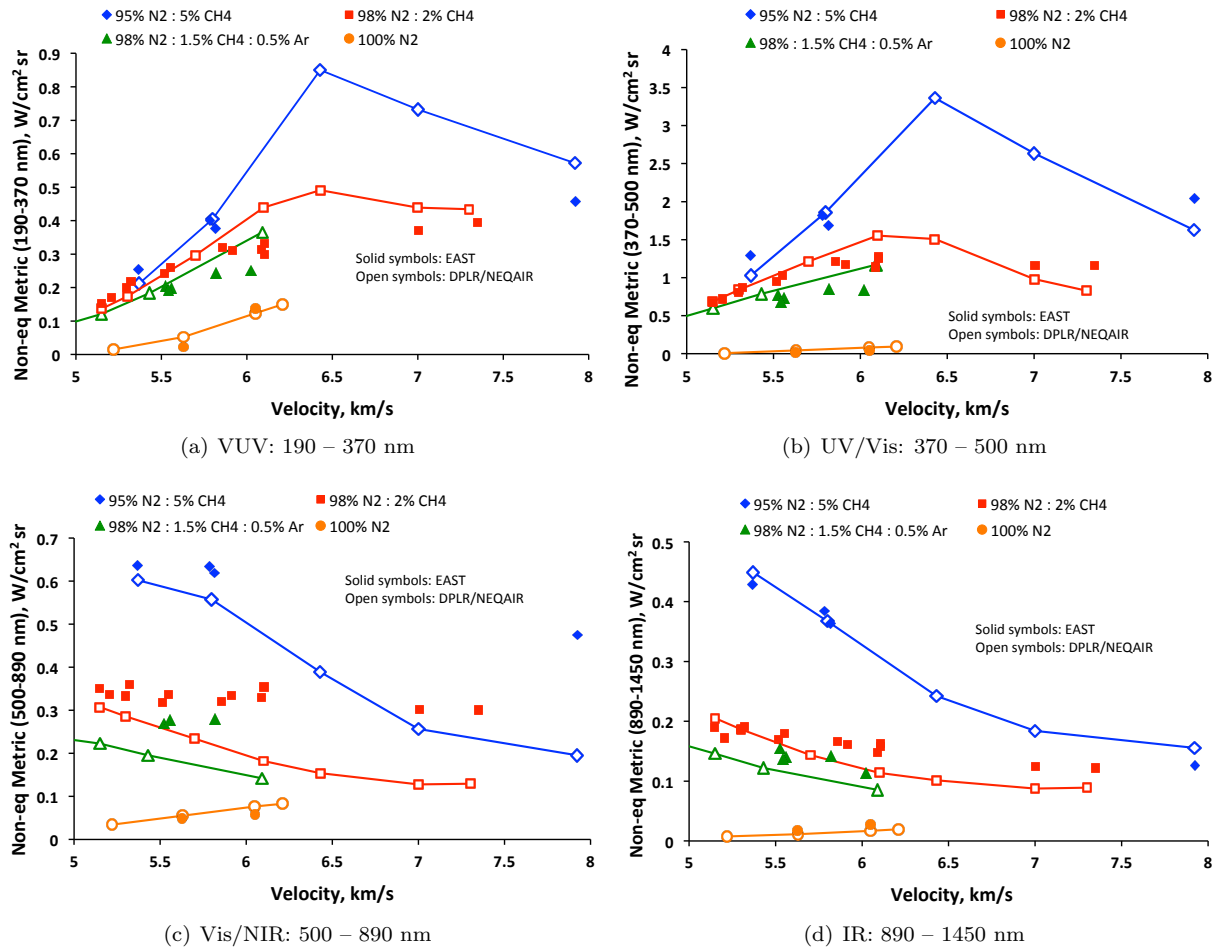 95% N2 : 5% CH4
98% N2 : 2% CH4
98% N2 : 1.5% CH4 : 0.5% Ar
100% N2
Non-eq Metric (190-370 nm), W/cm² sr
0.9
0.8
0.7
0.6
0.5
0.4
0.3
0.2
0.1
0
Solid symbols: EAST
Open symbols: DPLR/NEQAIR
5 5.5 6 6.5 7 7.5 8
Velocity, km/s
(a) VUV: 190 – 370 nm
95% N2 : 5% CH4
98% N2 : 2% CH4
98% : 1.5% CH4 : 0.5% Ar
100% N2
Non-eq Metric (370-500 nm), W/cm² sr
4
3.5
3
2.5
2
1.5
1
0.5
0
Solid symbols: EAST
Open symbols: DPLR/NEQAIR
5 5.5 6 6.5 7 7.5 8
Velocity, km/s
(b) UV/Vis: 370 – 500 nm
95% N2 : 5% CH4
98% N2 : 2% CH4
98% N2 : 1.5% CH4 : 0.5% Ar
100% N2
Non-eq Metric (500-890 nm), W/cm² sr
0.7
0.6
0.5
0.4
0.3
0.2
0.1
0
Solid symbols: EAST
Open symbols: DPLR/NEQAIR
5 5.5 6 6.5 7 7.5 8
Velocity, km/s
(c) Vis/NIR: 500 – 890 nm
95% N2 : 5% CH4
98% N2 : 2% CH4
98% N2 : 1.5% CH4 : 0.5% Ar
100% N2
Non-eq Metric (890-1450 nm), W/cm² sr
0.5
0.4
0.3
0.2
0.1
0
Solid symbols: EAST
Open symbols: DPLR/NEQAIR
5 5.5 6 6.5 7 7.5 8
Velocity, km/s
(d) IR: 890 – 1450 nm